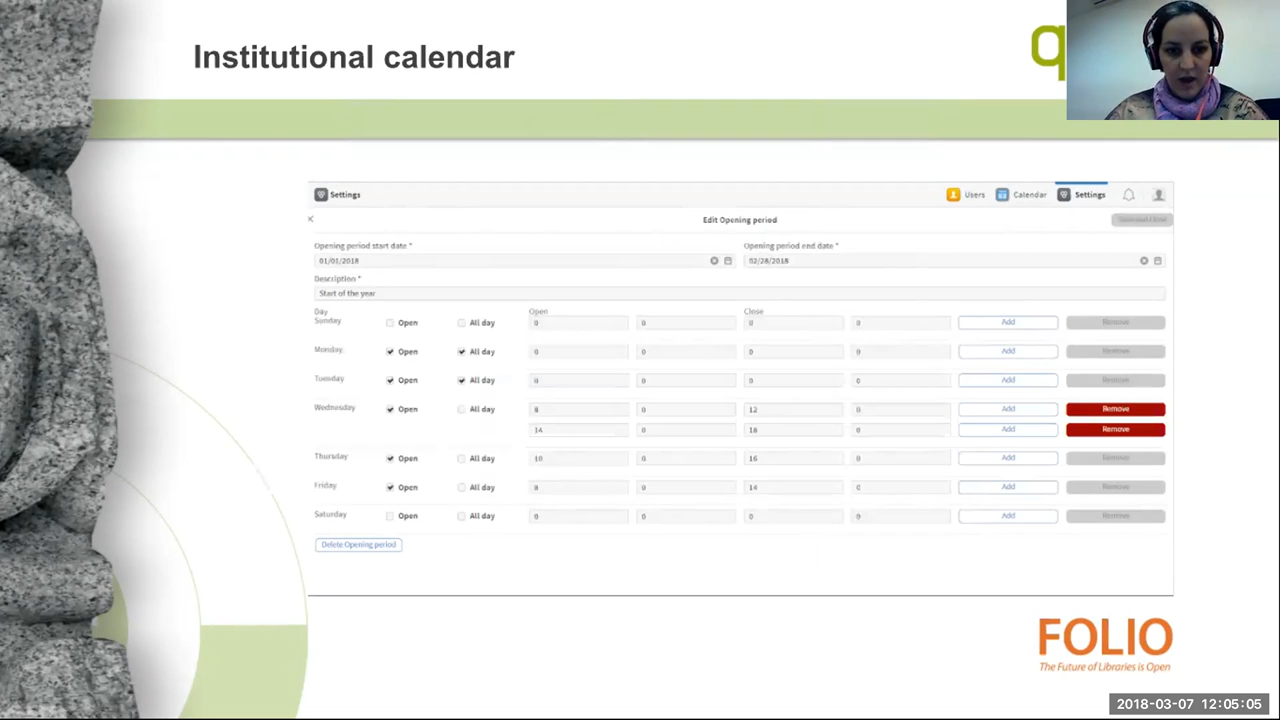 Institutional calendar
q
Settings Users Calendar Settings
Edit Opening period
Opening period start date * Opening period end date *
01/01/2018 02/28/2018
Description *
Start of the year
Day Open Close
Sunday Open All day 0 0 0 0 Add Remove
Monday Open All day 0 0 0 0 Add Remove
Tuesday Open All day 0 0 0 0 Add Remove
Wednesday Open All day 8 0 12 0 Add Remove
14 0 18 0 Add Remove
Thursday Open All day 10 0 16 0 Add Remove
Friday Open All day 8 0 14 0 Add Remove
Saturday Open All day 0 0 0 0 Add Remove
Delete Opening period
FOLIO
The Future of Libraries is Open
2018-03-07 12:05:05